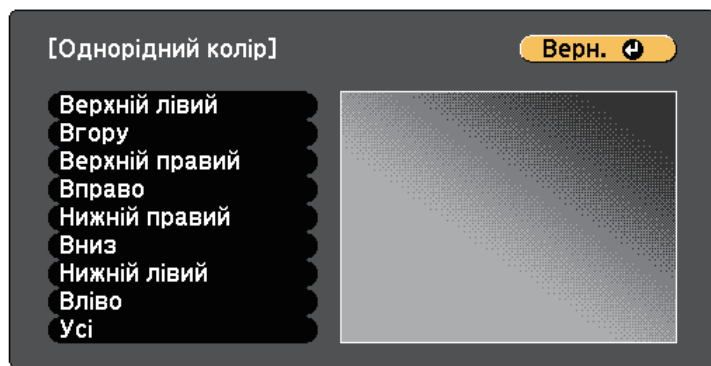 [Однорідний колір]
Верн.
Верхній лівий
Вгору
Верхній правий
Вправо
Нижній правий
Вниз
Нижній лівий
Вліво
Усі